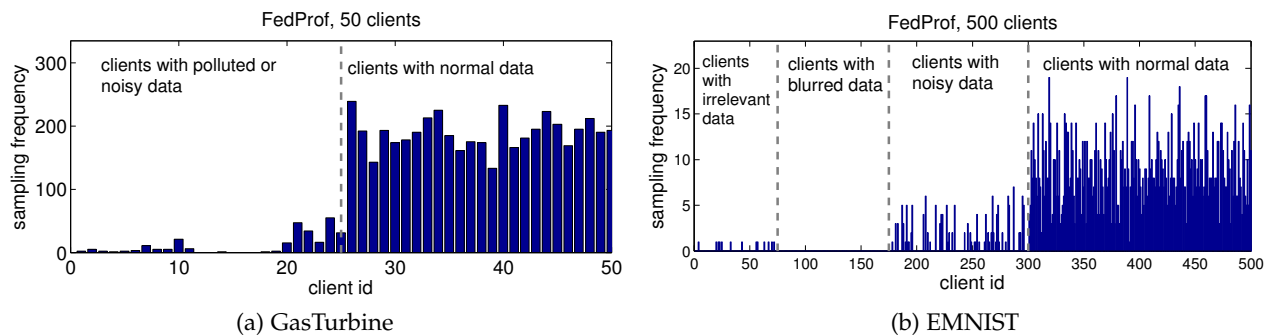 FedProf, 50 clients
300
200
100
0
sampling frequency
clients with polluted or
noisy data
clients with normal data
0 10 20 30 40 50
client id
(a) GasTurbine
FedProf, 500 clients
20
15
10
5
0
sampling frequency
clients
with
irrelevant
data
clients with
blurred data
clients with
noisy data
clients with normal data
0 50 100 150 200 250 300 350 400 450 500
client id
(b) EMNIST